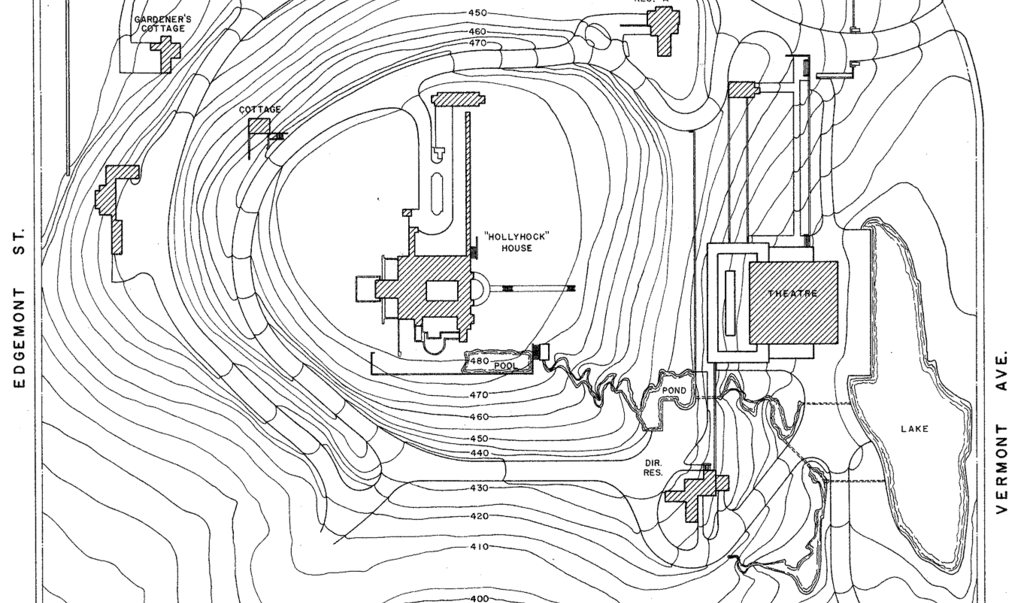 450
GARDENER'S
COTTAGE
460
470
COTTAGE
"HOLLYHOCK"
HOUSE
THEATRE
EDGEMONT ST.
480
POOL
VERMONT AVE.
POND
470
460
LAKE
450
440
DIR.
RES.
430
420
410
400